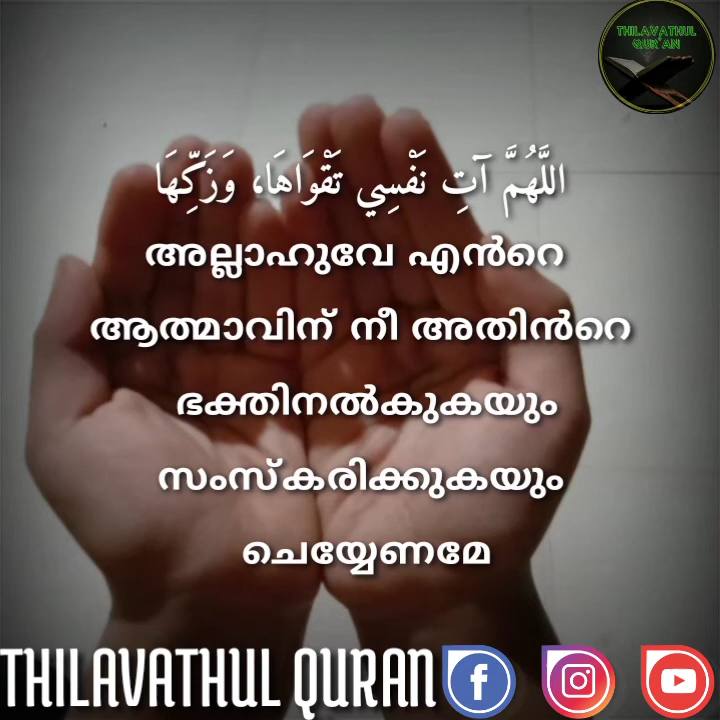 THILAVATHUL
QUR'AN
اللَّهُمَّ آتِ نَفْسِي تَقْوَاهَا، وَزَكِّهَا
അല്ലാഹുവേ എൻറെ
ആത്മാവിന് നീ അതിൻറെ
ഭക്തിനൽകുകയും
സംസ്കരിക്കുകയും
ചെയ്യേണമേ
THILAVATHUL QURAN